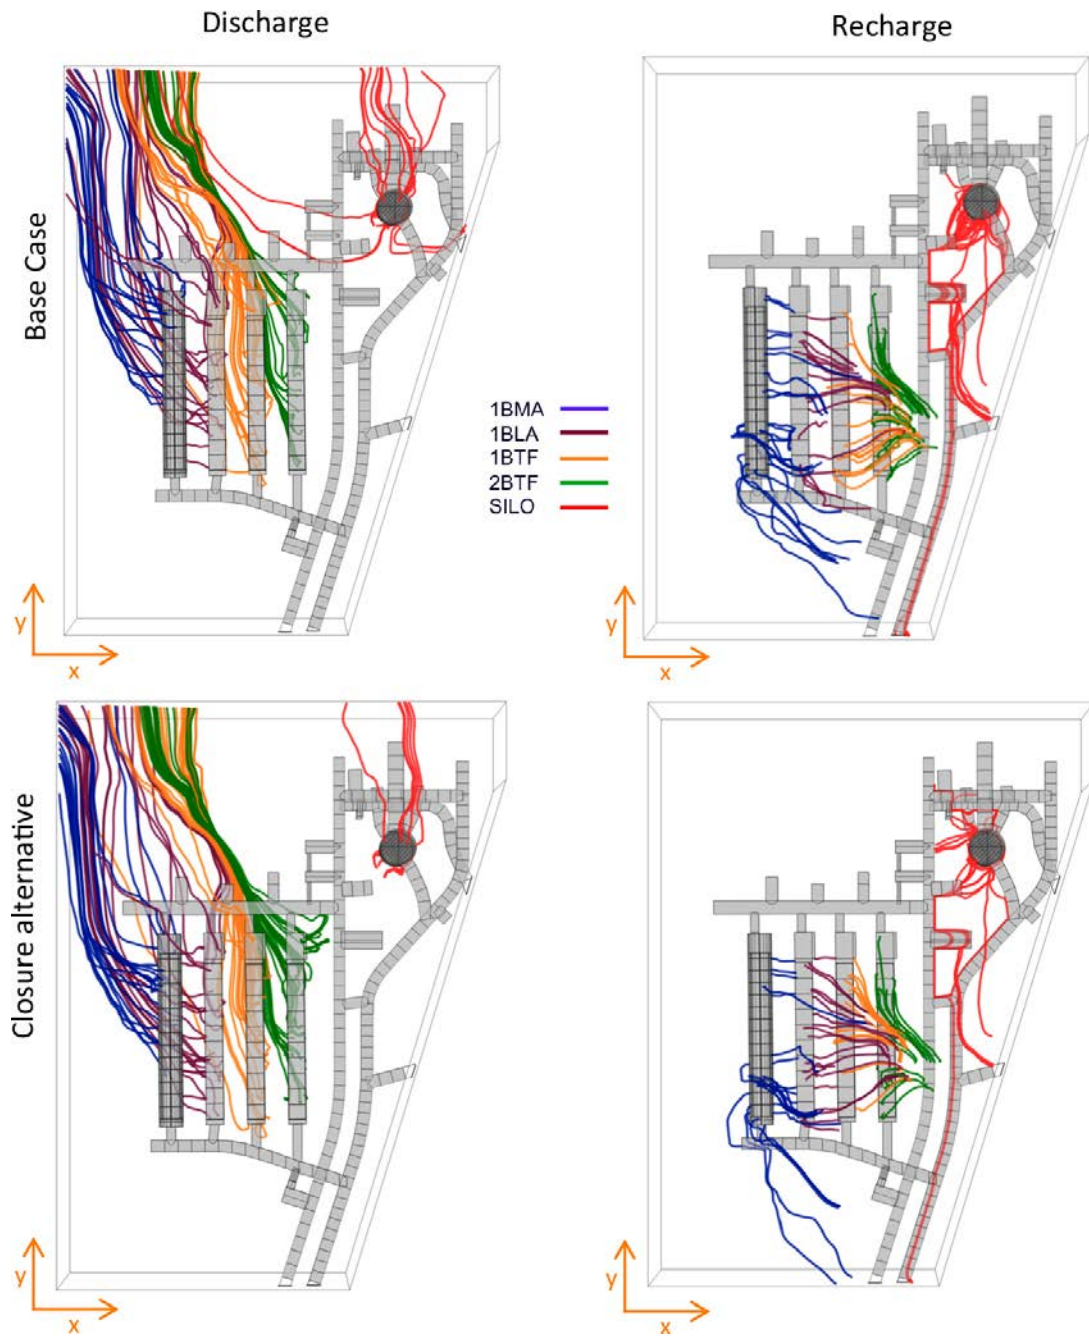 Discharge
Recharge
Base Case
1BMA
1BLA
1BTF
2BTF
SILO
y
x
y
x
Closure alternative
y
x
y
x